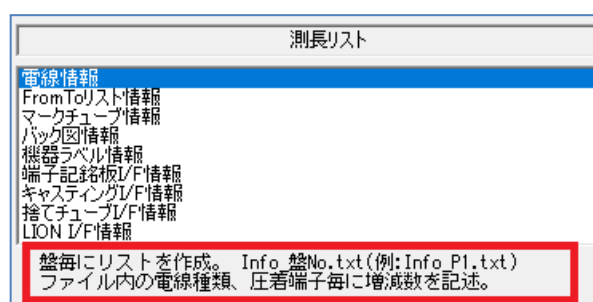 測長リスト
電線情報
FromToリスト情報
マークチューブ情報
バック図情報
機器ラベル情報
端子記銘板I/F情報
キャスティングI/F情報
捨てチューブI/F情報
LION I/F情報
盤毎にリストを作成。 Info_盤No.txt(例:Info_P1.txt)
ファイル内の電線種類、圧着端子毎に増減数を記述。